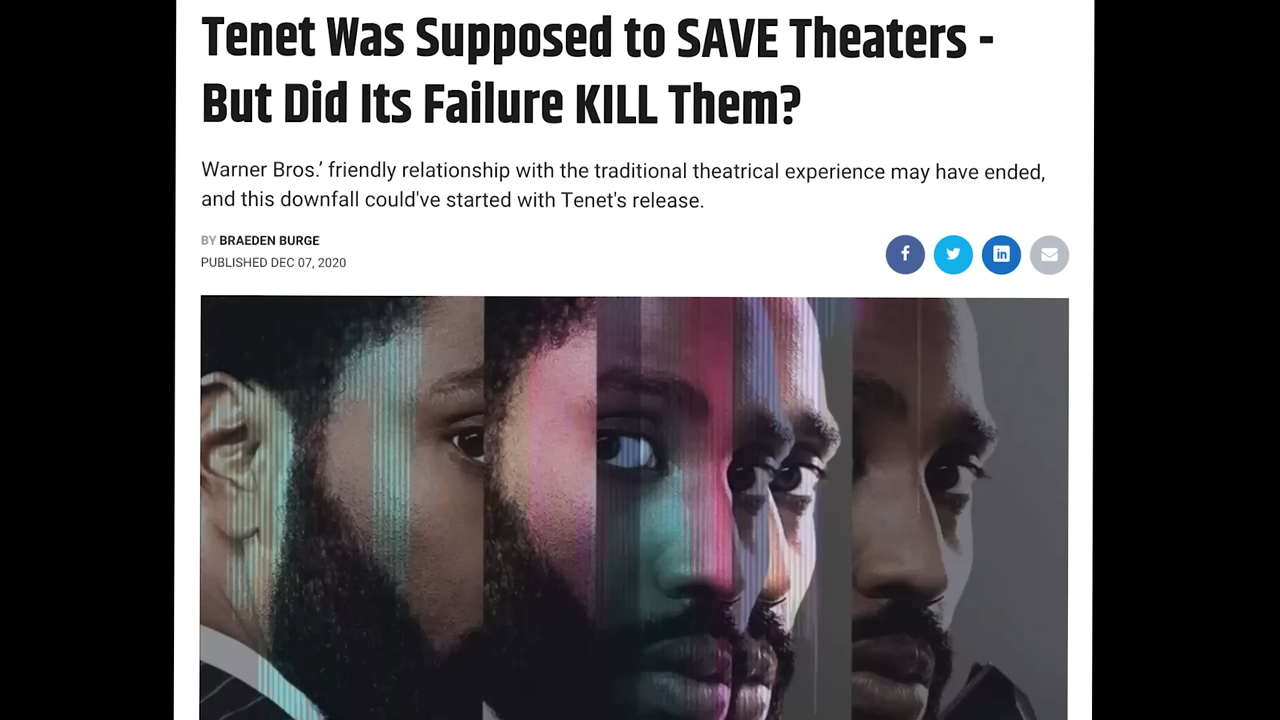 Tenet Was Supposed to SAVE Theaters -
But Did Its Failure KILL Them?
Warner Bros.’ friendly relationship with the traditional theatrical experience may have ended,
and this downfall could've started with Tenet's release.
BY BRAEDEN BURGE
PUBLISHED DEC 07, 2020